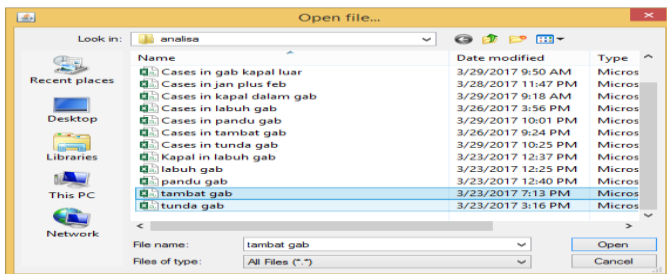 Open file...
Look in: analisa
Name Date modified Type
Cases in gab kapal luar 3/29/2017 9:50 AM Micros
Cases in jan plus feb 3/28/2017 11:47 PM Micros
Cases in kapal dalam gab 3/29/2017 9:18 AM Micros
Cases in labuh gab 3/26/2017 3:56 PM Micros
Cases in pandu gab 3/29/2017 10:01 PM Micros
Cases in tambat gab 3/26/2017 9:24 PM Micros
Cases in tunda gab 3/29/2017 10:25 PM Micros
Kapal in labuh gab 3/23/2017 12:37 PM Micros
labuh gab 3/23/2017 12:25 PM Micros
pandu gab 3/23/2017 12:40 PM Micros
tambat gab 3/23/2017 7:13 PM Micros
tunda gab 3/23/2017 3:16 PM Micros
Recent places
Desktop
Libraries
This PC
Network
File name: tambat gab Open
Files of type: All Files (*.*) Cancel